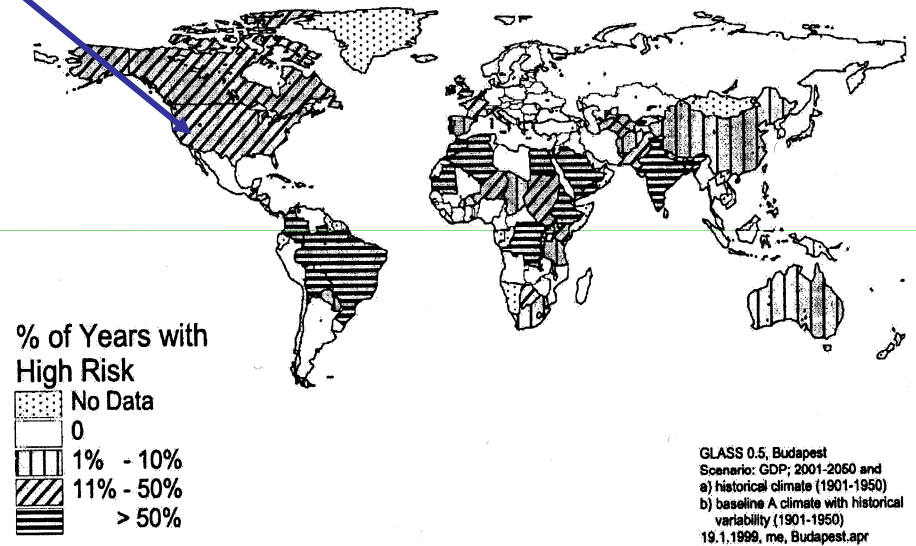 % of Years with
High Risk
No Data
0
1% - 10%
11% - 50%
> 50%
GLASS 0.5, Budapest
Scenario: GDP; 2001-2050 and
a) historical climate (1901-1950)
b) baseline A climate with historical
variability (1901-1950)
19.1.1999, me, Budapest.apr